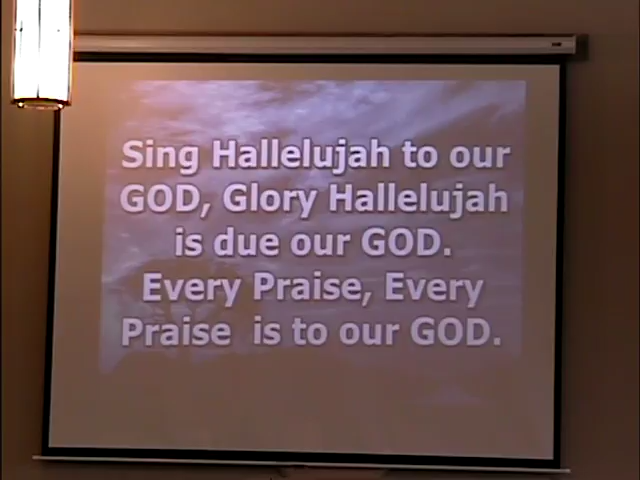 Sing Hallelujah to our
GOD, Glory Hallelujah
is due our GOD.
Every Praise, Every
Praise is to our GOD.